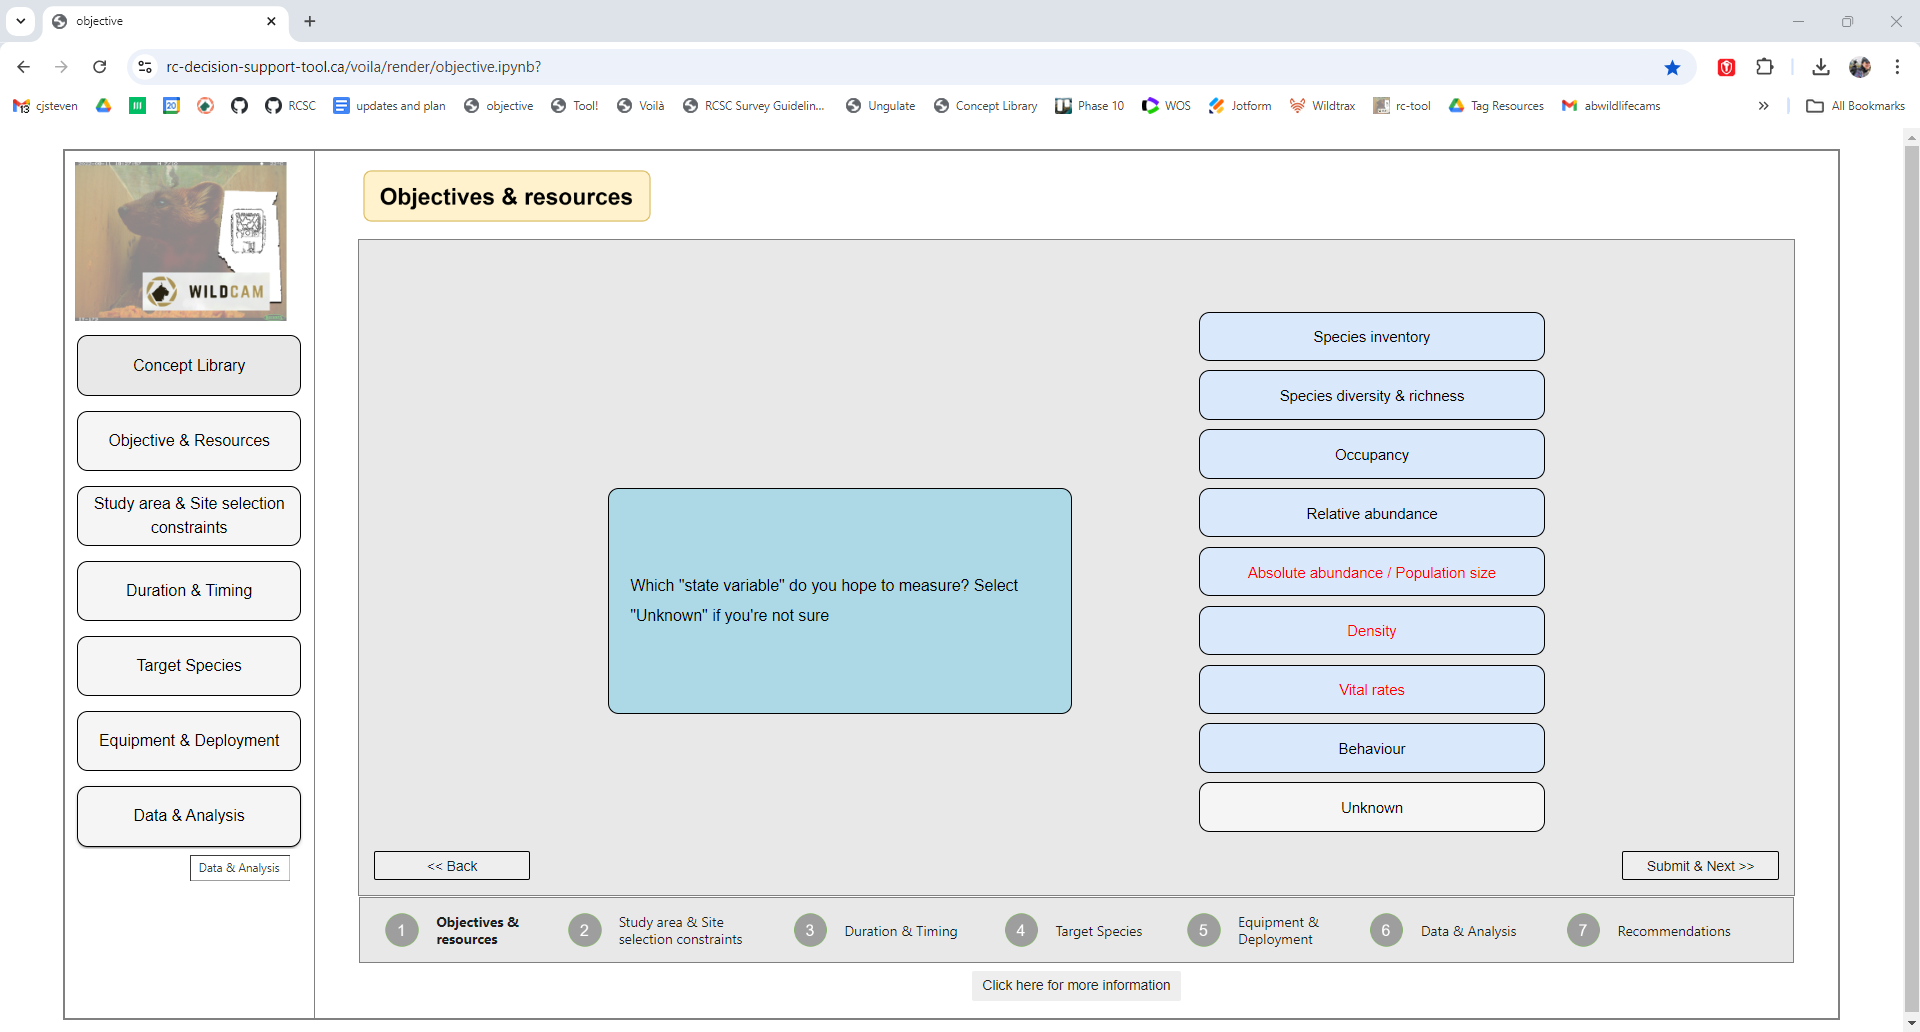 objective
rc-decision-support-tool.ca/voila/render/objective.ipynb?
cjsteven
20
RCSC
updates and plan
objective
Tool!
Voilà
RCSC Survey Guidelin...
Ungulate
Concept Library
Phase 10
WOS
Jotform
Wildtrax
rc-tool
Tag Resources
abwildlifecams
All Bookmarks
WILDCAM
Objectives & resources
Concept Library
Objective & Resources
Study area & Site selection
constraints
Duration & Timing
Target Species
Equipment & Deployment
Data & Analysis
Data & Analysis
Which "state variable" do you hope to measure? Select
"Unknown" if you're not sure
Species inventory
Species diversity & richness
Occupancy
Relative abundance
Absolute abundance / Population size
Density
Vital rates
Behaviour
Unknown
<< Back
Submit & Next >>
1
Objectives &
resources
2
Study area & Site
selection constraints
3
Duration & Timing
4
Target Species
5
Equipment &
Deployment
6
Data & Analysis
7
Recommendations
Click here for more information